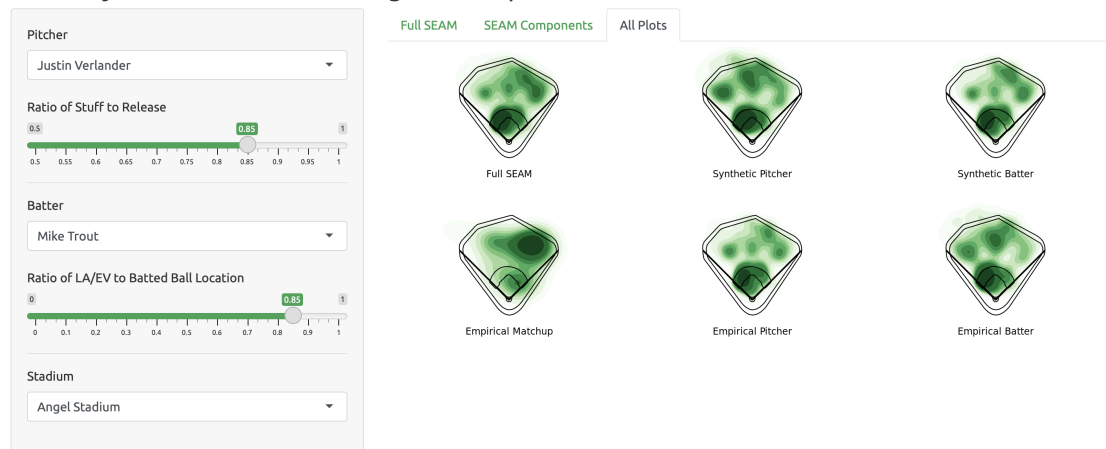 Pitcher
Justin Verlander
Ratio of Stuff to Release
0.5 0.85 1
0.5 0.55 0.6 0.65 0.7 0.75 0.8 0.85 0.9 0.95 1
Batter
Mike Trout
Ratio of LA/EV to Batted Ball Location
0 0.85 1
0 0.1 0.2 0.3 0.4 0.5 0.6 0.7 0.8 0.9 1
Stadium
Angel Stadium
Full SEAM SEAM Components All Plots
Full SEAM Synthetic Pitcher Synthetic Batter
Empirical Matchup Empirical Pitcher Empirical Batter